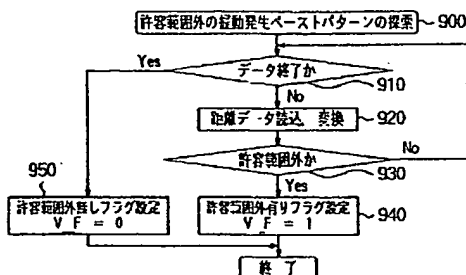 許容範囲外の振動発生ペーストパターンの探索
900
Yes
データ終了か
910
No
距離データ読込 変換
920
許容範囲外か
930
No
950
Yes
許容範囲外無しフラグ設定
V F = 0
許容範囲外有りフラグ設定
V F = 1
940
終了